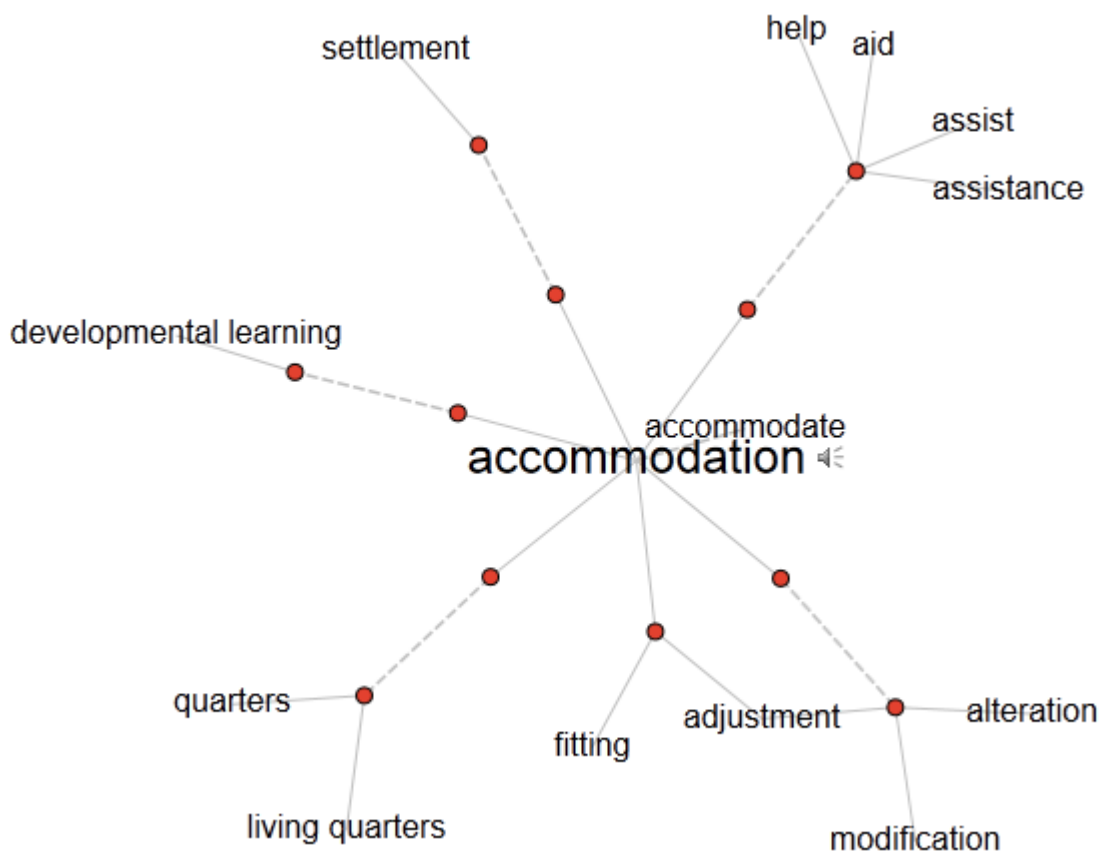 help
aid
settlement
assist
assistance
developmental learning
accommodate
accommodation
quarters
adjustment
alteration
fitting
living quarters
modification